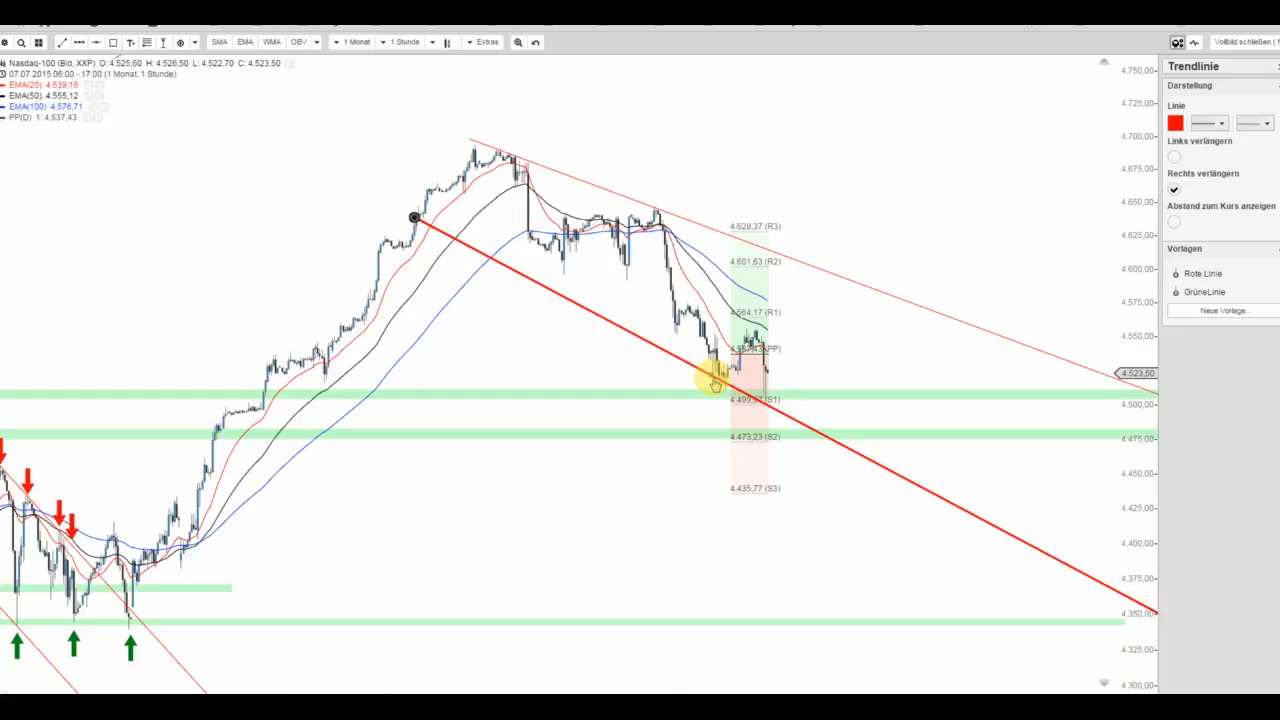 SMA EMA WMA OBV 1 Monat 1 Stunde Extras Vollbild schließen (
Nasdaq-100 (Bid, XXP) O: 4.525,60 H: 4.526,50 L: 4.522,70 C: 4.523,50
07.07.2015 06:00 - 17:00 (1 Monat, 1 Stunde)
EMA(20) 4.539,16
EMA(50) 4.555,12
EMA(100) 4.576,71
PP(D) 1: 4.537,43
4.628,37 (R3)
4.601,63 (R2)
4.564,17 (R1)
PP)
(S1)
4.473,23 (S2)
4.435,77 (S3)
4.750,00
4.725,00
4.700,00
4.675,00
4.650,00
4.625,00
4.600,00
4.575,00
4.550,00
4.523,50
4.500,00
4.475,00
4.450,00
4.425,00
4.400,00
4.375,00
4.350,00
4.325,00
4.300,00
Trendlinie
Darstellung
Linie
Links verlängern
Rechts verlängern
Abstand zum Kurs anzeigen
Vorlagen
Rote Linie
GrüneLinie
Neue Vorlage...